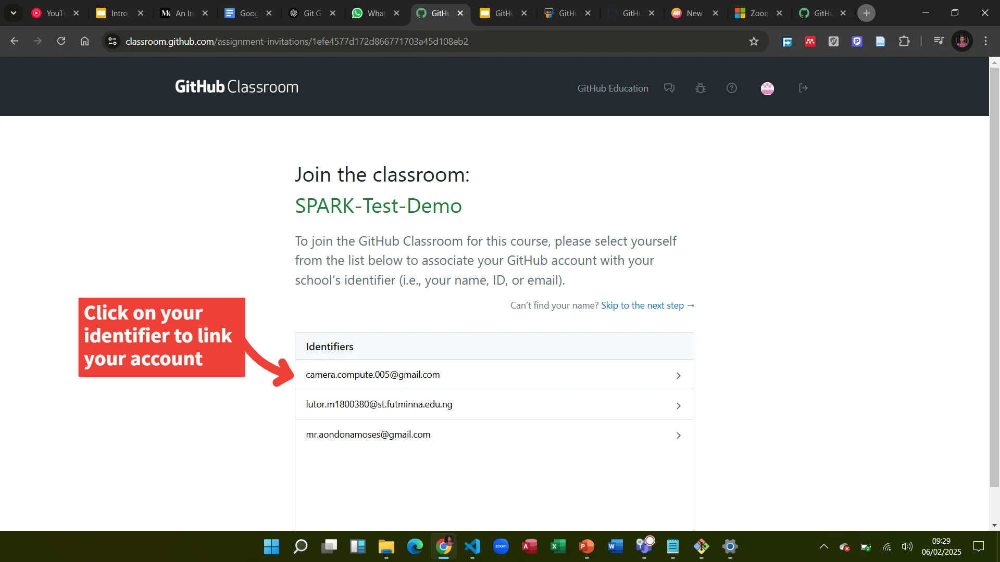 YouTu
Intro_
Me
An In
Goog
Git G
What
GitHu
GitHu
GitHu
GitHu
New
Zoom
GitHu
classroom.github.com/assignment-invitations/1efe4577d172d866771703a45d108eb2
GitHub Classroom
GitHub Education
Join the classroom:
SPARK-Test-Demo
To join the GitHub Classroom for this course, please select yourself
from the list below to associate your GitHub account with your
school’s identifier (i.e., your name, ID, or email).
Can’t find your name? Skip to the next step →
Click on your
identifier to link
your account
Identifiers
camera.compute.005@gmail.com
lutor.m1800380@st.futminna.edu.ng
mr.aondonamoses@gmail.com
zoom
09:29
06/02/2025